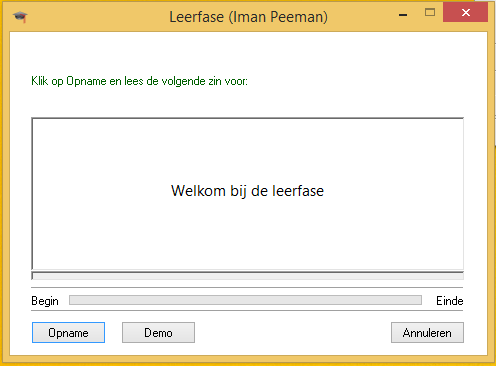 Leerfase (Iman Peeman)
Klik op Opname en lees de volgende zin voor:
Welkom bij de leerfase
Begin Einde
Opname Demo Annuleren